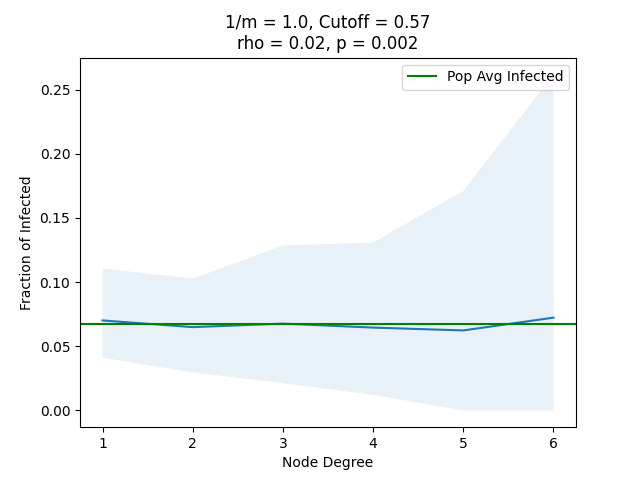 1/m = 1.0, Cutoff = 0.57
rho = 0.02, p = 0.002
Pop Avg Infected
0.25
0.20
0.15
0.10
0.05
0.00
Fraction of Infected
1 2 3 4 5 6
Node Degree